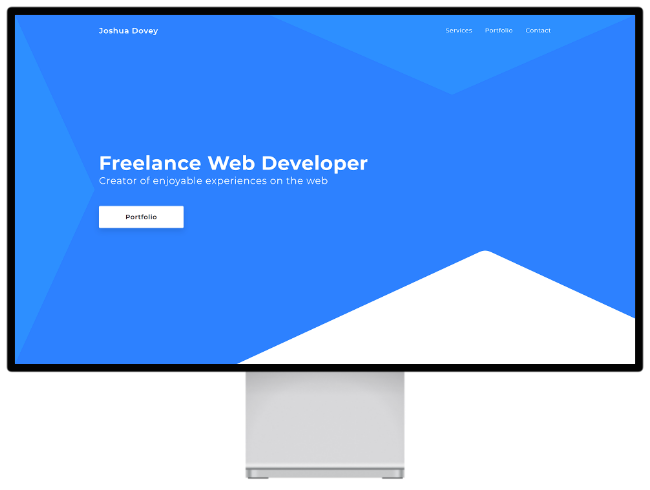 Joshua Dovey
Services Portfolio Contact
Freelance Web Developer
Creator of enjoyable experiences on the web
Portfolio